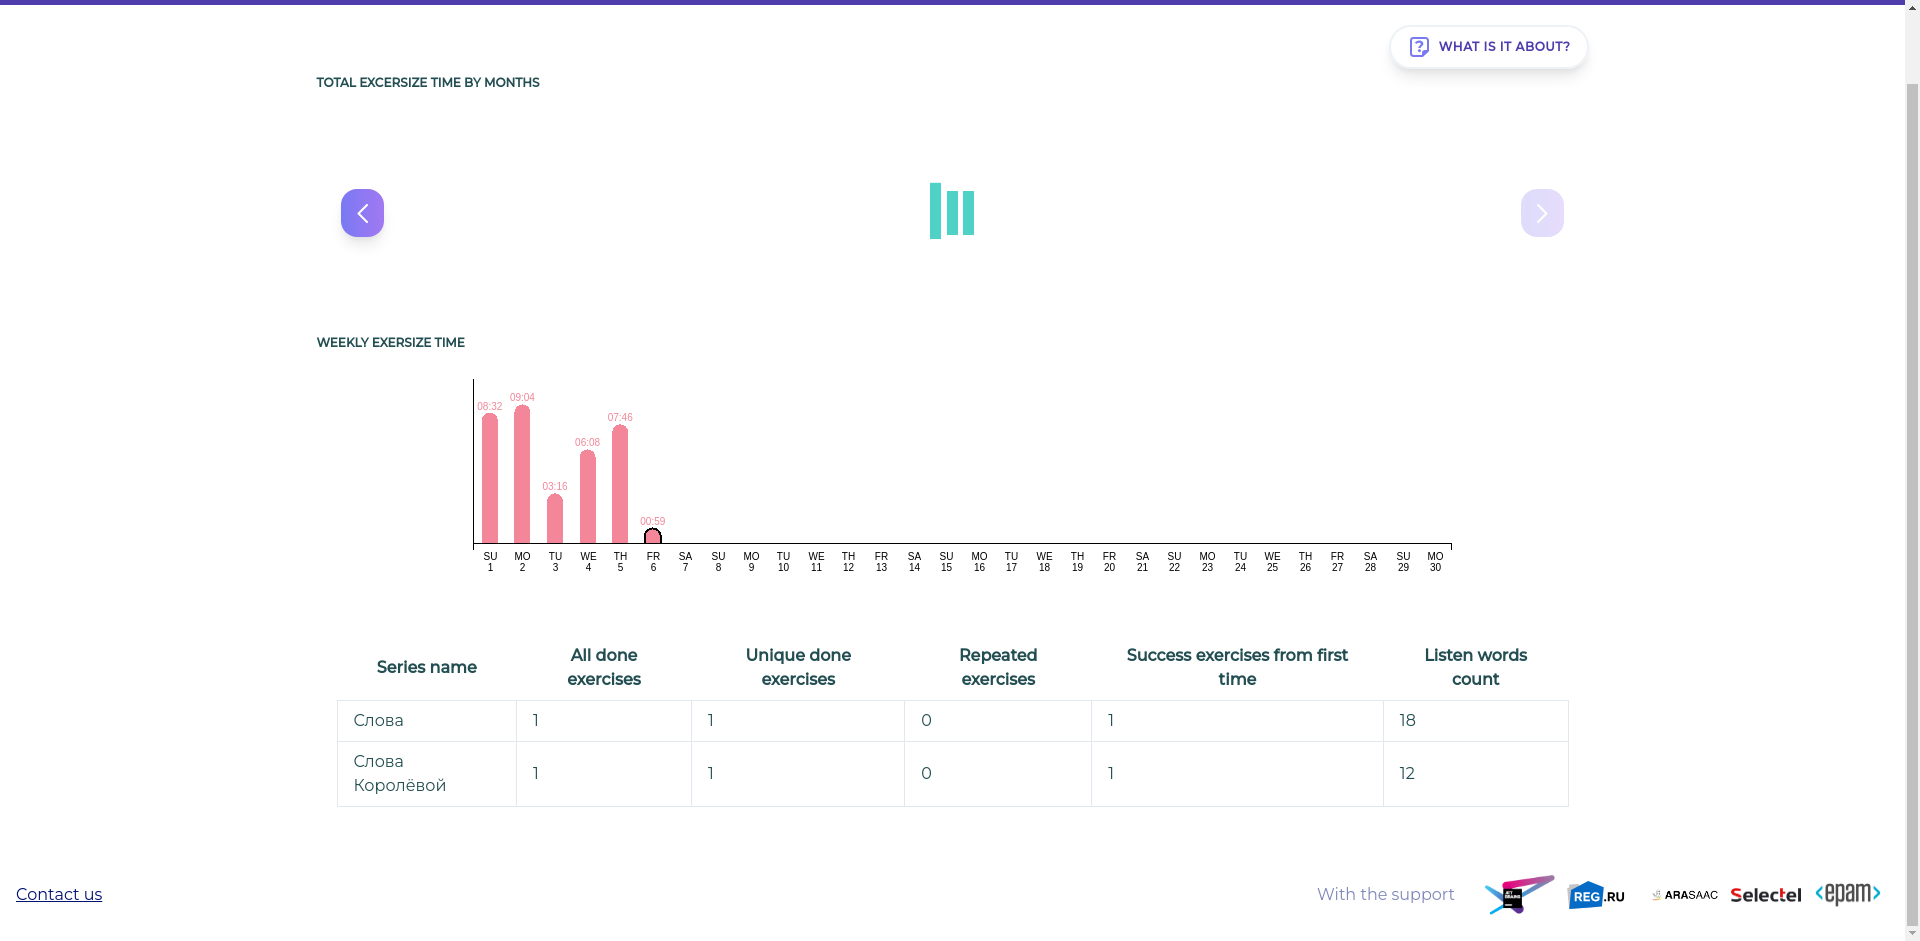 WHAT IS IT ABOUT?
TOTAL EXCERSIZE TIME BY MONTHS
WEEKLY EXERSIZE TIME
08:32 09:04 03:16 06:08 07:46 00:59
SU MO TU WE TH FR SA SU MO TU WE TH FR SA SU MO TU WE TH FR SA SU MO TU WE TH FR SA SU MO
1 2 3 4 5 6 7 8 9 10 11 12 13 14 15 16 17 18 19 20 21 22 23 24 25 26 27 28 29 30
Series name All done exercises Unique done exercises Repeated exercises Success exercises from first time Listen words count
Слова 1 1 0 1 18
Слова Королёвой 1 1 0 1 12
Contact us With the support JET BRAINS REG.RU ARASAAC Selectel <epam>